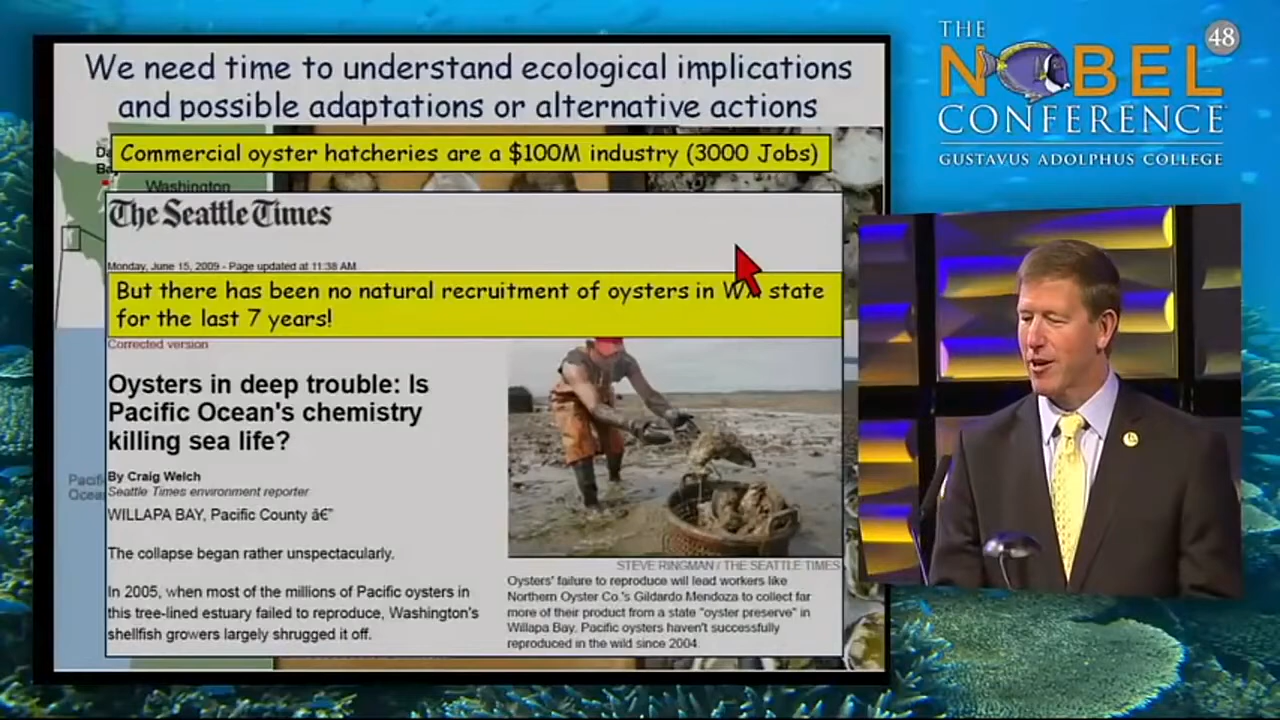 We need time to understand ecological implications
and possible adaptations or alternative actions
Commercial oyster hatcheries are a $100M industry (3000 Jobs)
Washington
The Seattle Times
Monday, June 15, 2009 - Page updated at 11:38 AM
But there has been no natural recruitment of oysters in WA state
for the last 7 years!
Corrected version
Oysters in deep trouble: Is
Pacific Ocean's chemistry
killing sea life?
By Craig Welch
Seattle Times environment reporter
WILLAPA BAY, Pacific County â€”
The collapse began rather unspectacularly.
In 2005, when most of the millions of Pacific oysters in
this tree-lined estuary failed to reproduce, Washington's
shellfish growers largely shrugged it off.
STEVE RINGMAN / THE SEATTLE TIMES
Oysters' failure to reproduce will lead workers like
Northern Oyster Co.'s Gildardo Mendoza to collect far
more of their product from a state "oyster preserve" in
Willapa Bay. Pacific oysters haven't successfully
reproduced in the wild since 2004.
THE
NOBEL
48
CONFERENCE
GUSTAVUS ADOLPHUS COLLEGE